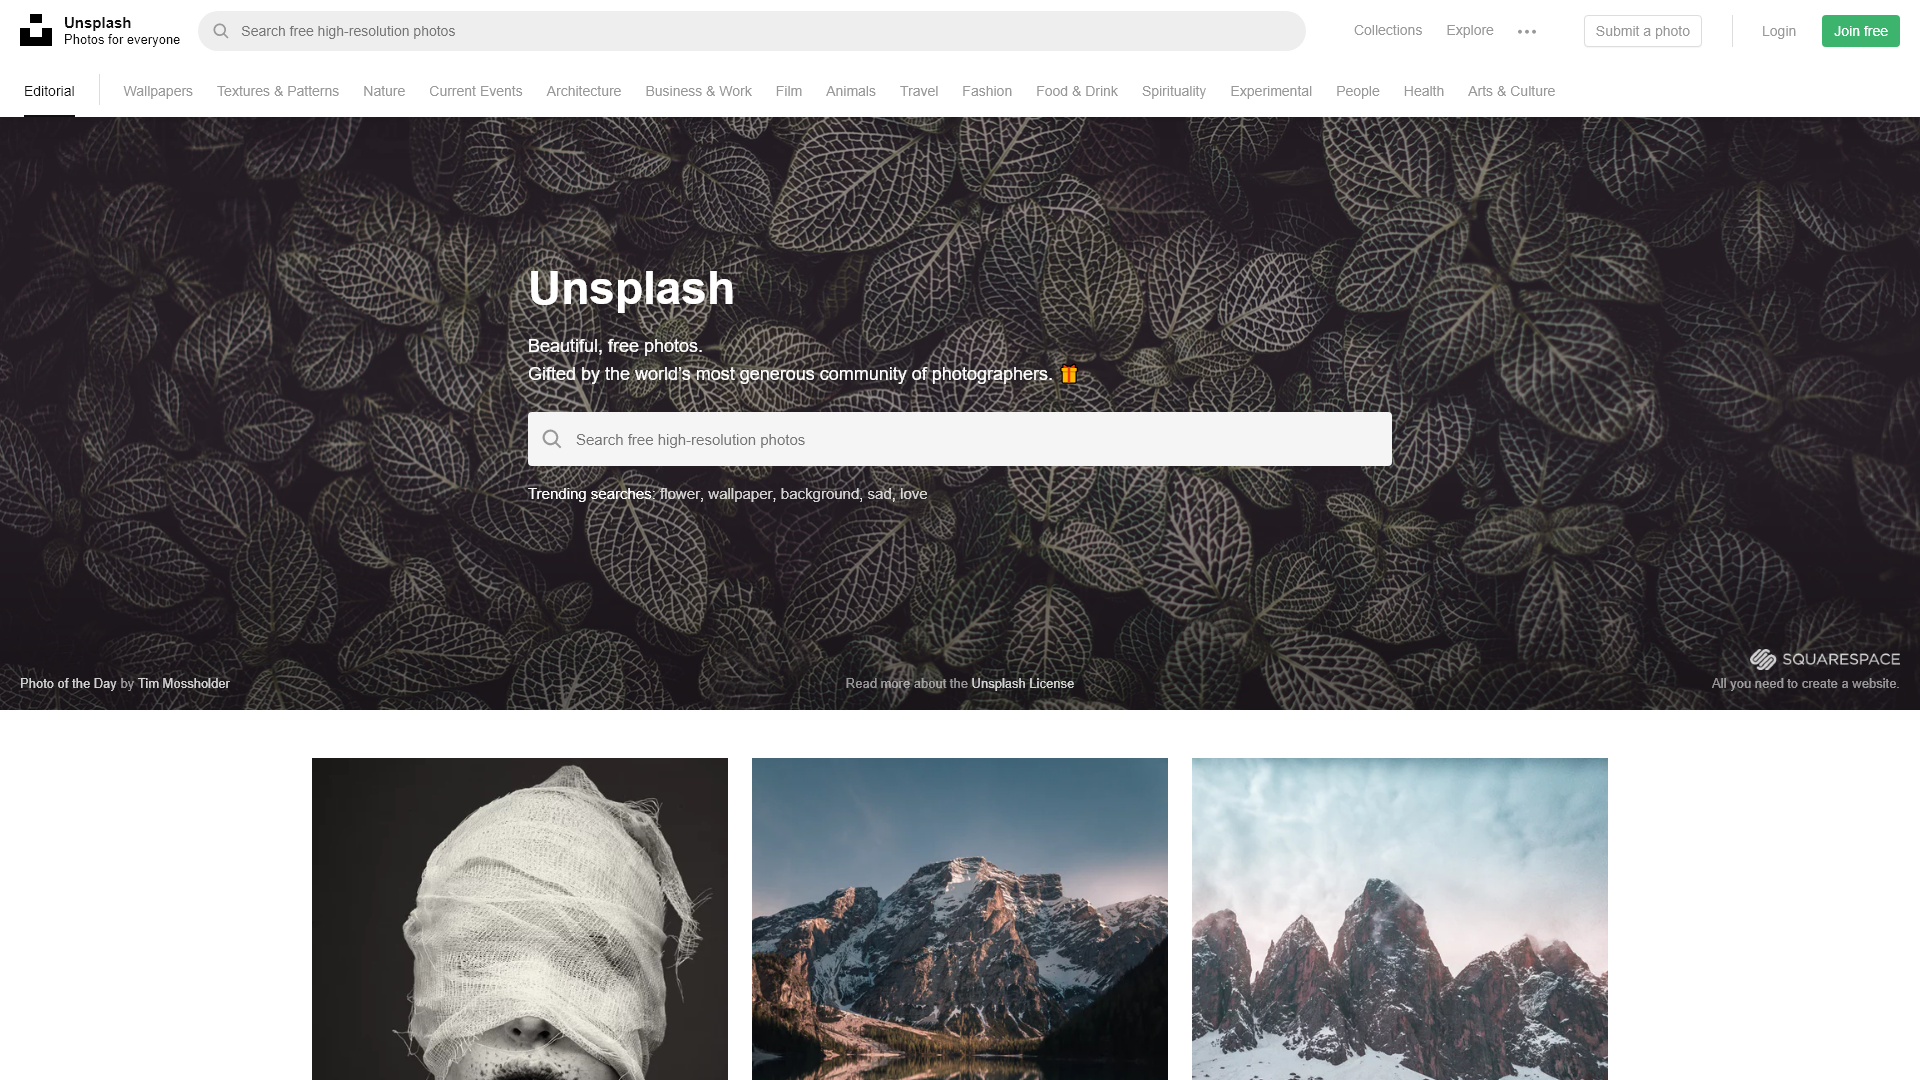 Unsplash
Photos for everyone
Search free high-resolution photos
Collections
Explore
Submit a photo
Login
Join free
Editorial
Wallpapers
Textures & Patterns
Nature
Current Events
Architecture
Business & Work
Film
Animals
Travel
Fashion
Food & Drink
Spirituality
Experimental
People
Health
Arts & Culture
Unsplash
Beautiful, free photos.
Gifted by the world's most generous community of photographers. 🎁
Search free high-resolution photos
Trending searches: flower, wallpaper, background, sad, love
Photo of the Day by Tim Mossholder
Read more about the Unsplash License
SQUARESPACE
All you need to create a website.